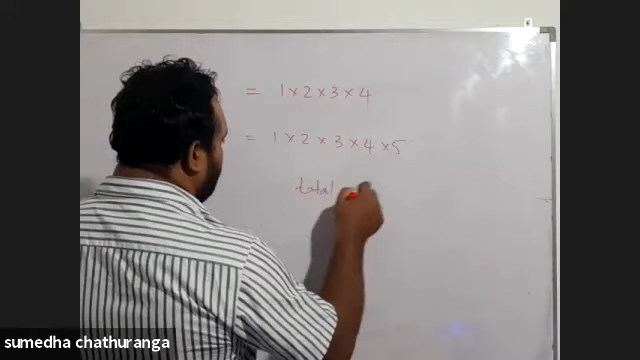 = 1 × 2 × 3 × 4
= 1 × 2 × 3 × 4 × 5
total
sumedha chathuranga